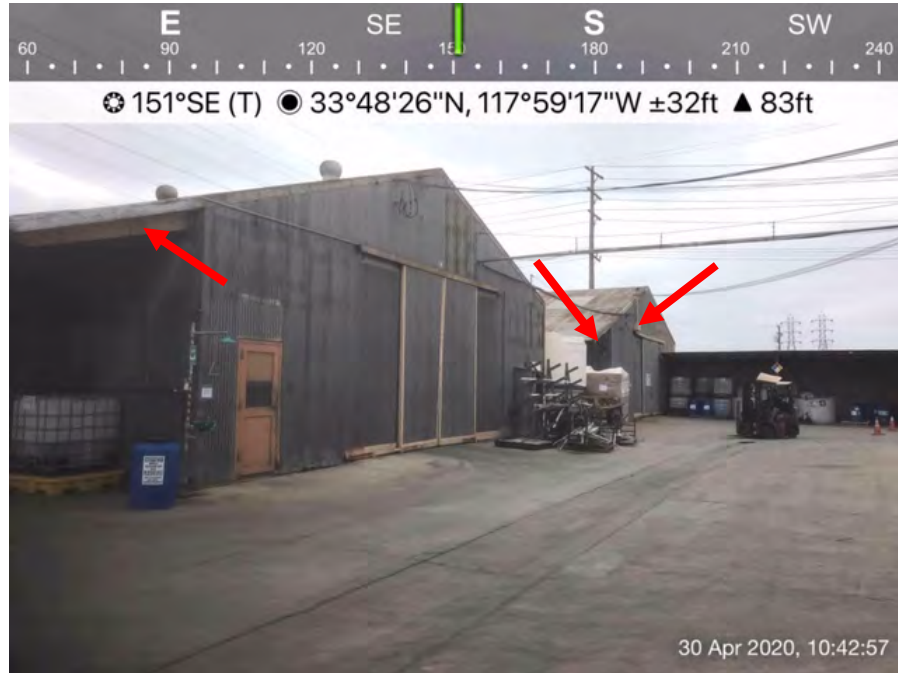 E SE S SW
60 90 120 150 180 210 240
151°SE (T) 33°48'26"N, 117°59'17"W ±32ft ▲ 83ft
30 Apr 2020, 10:42:57